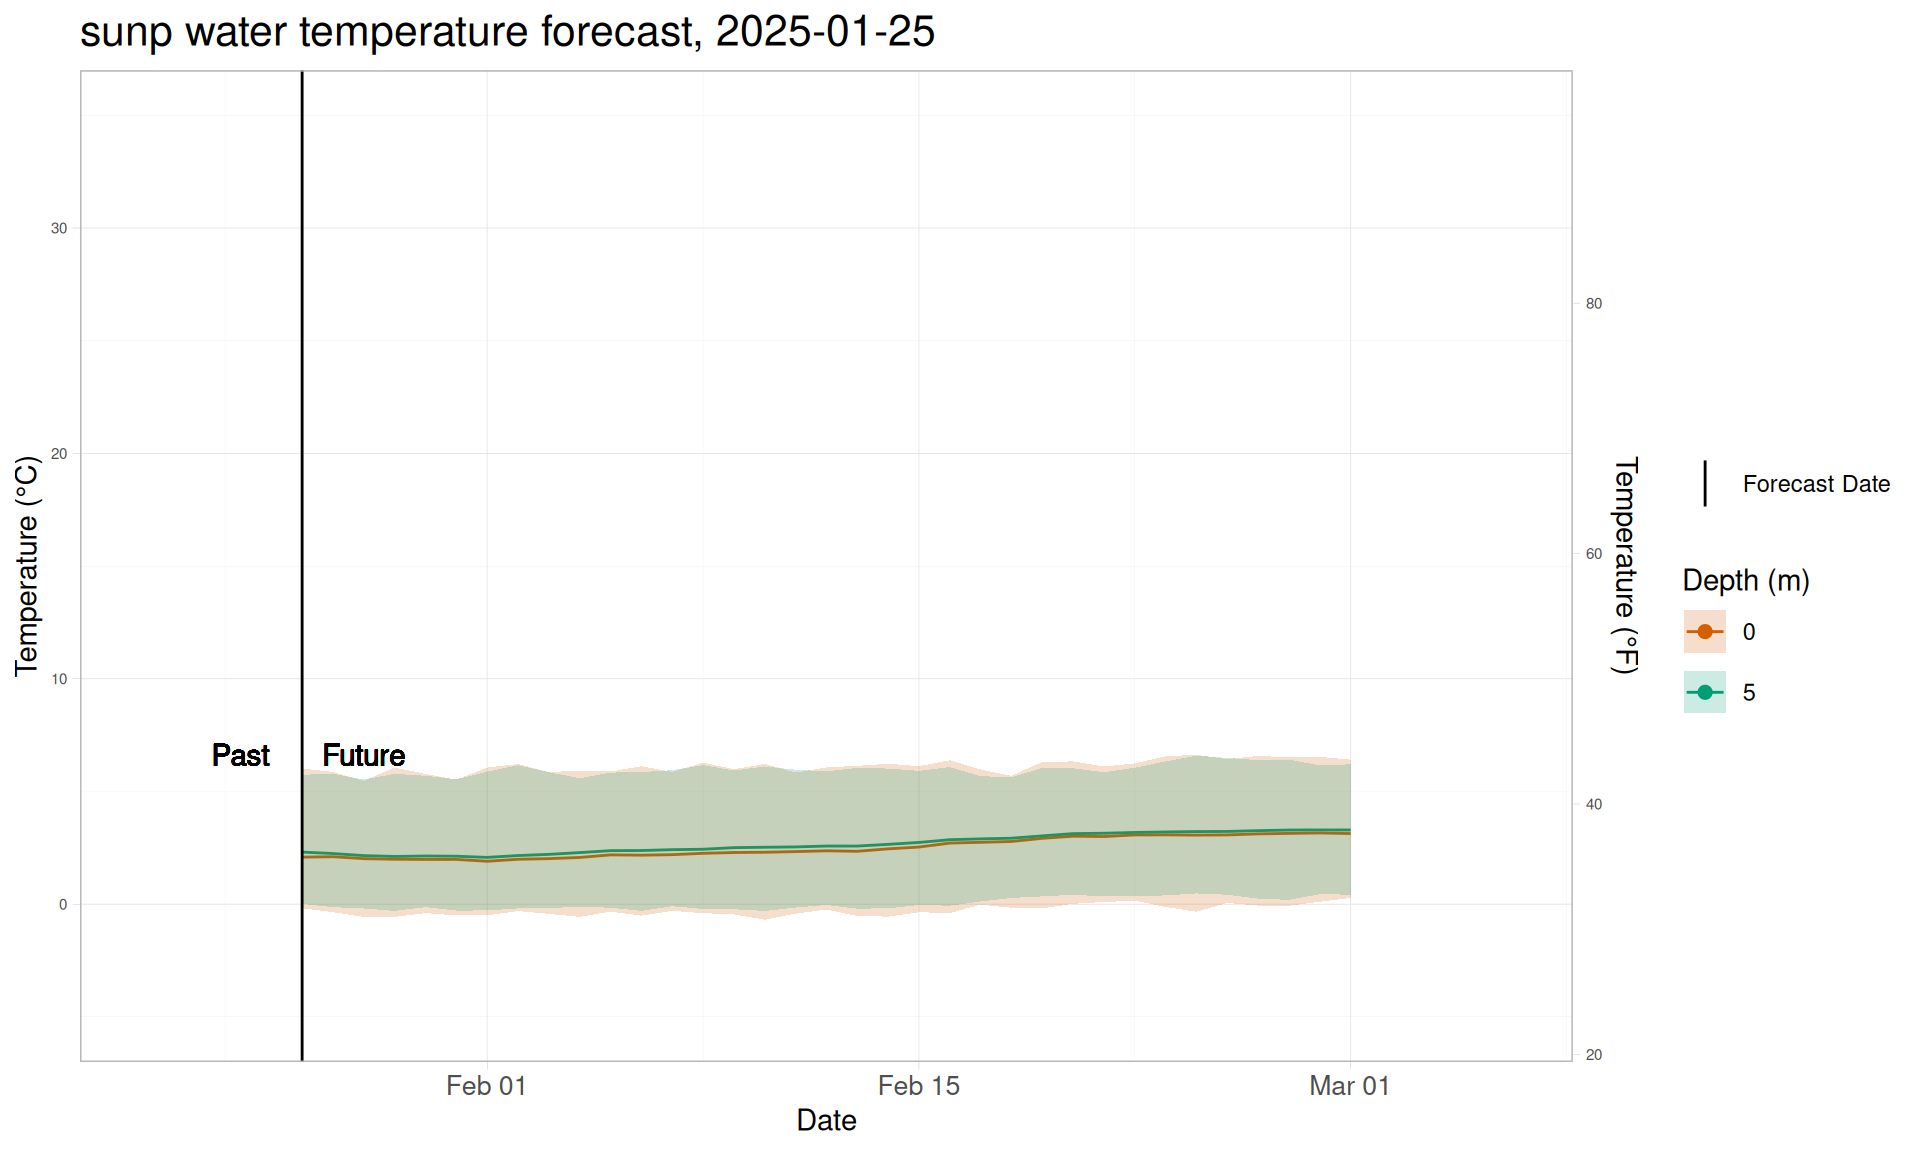 sunp water temperature forecast, 2025-01-25
Temperature (°C)
30
20
10
0
Past
Future
80
60
40
20
Temperature (°F)
Feb 01
Feb 15
Mar 01
Date
Forecast Date
Depth (m)
0
5